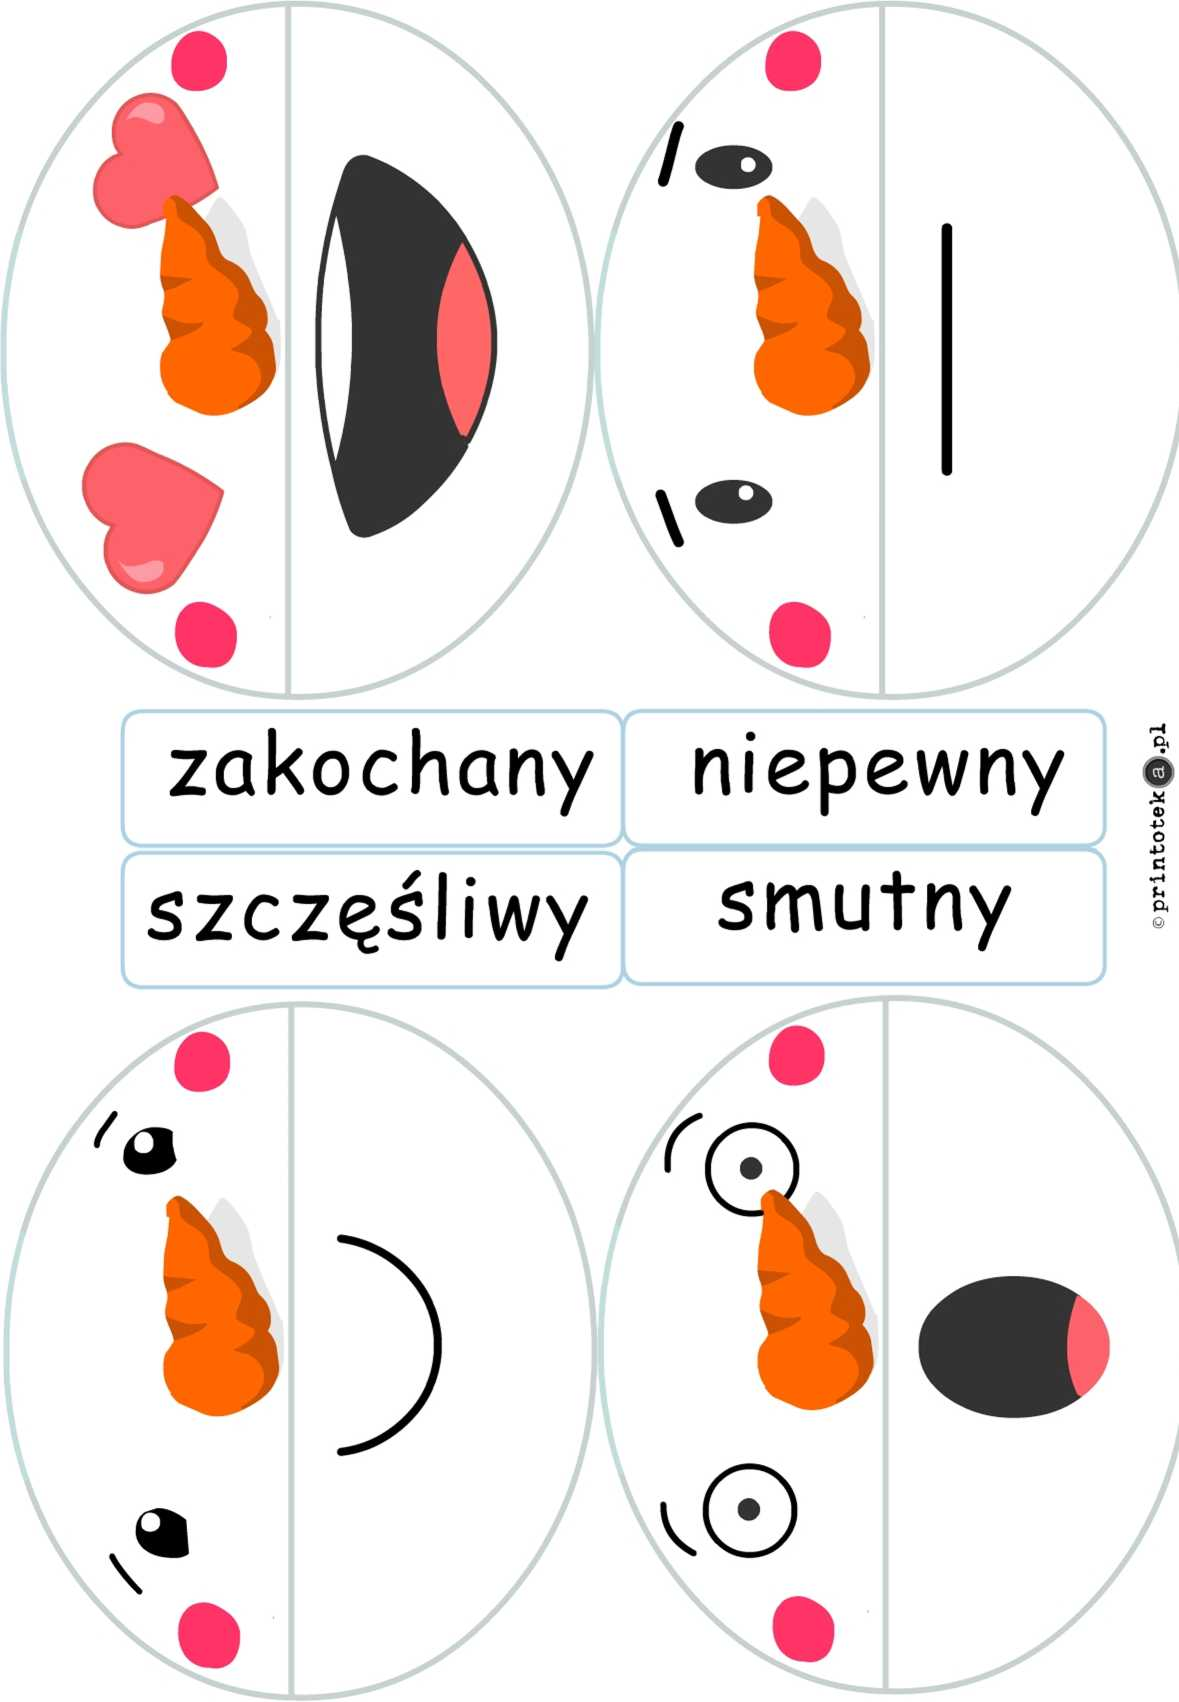 zakochany
niepewny
szczęśliwy
smutny
© printoteka.pl